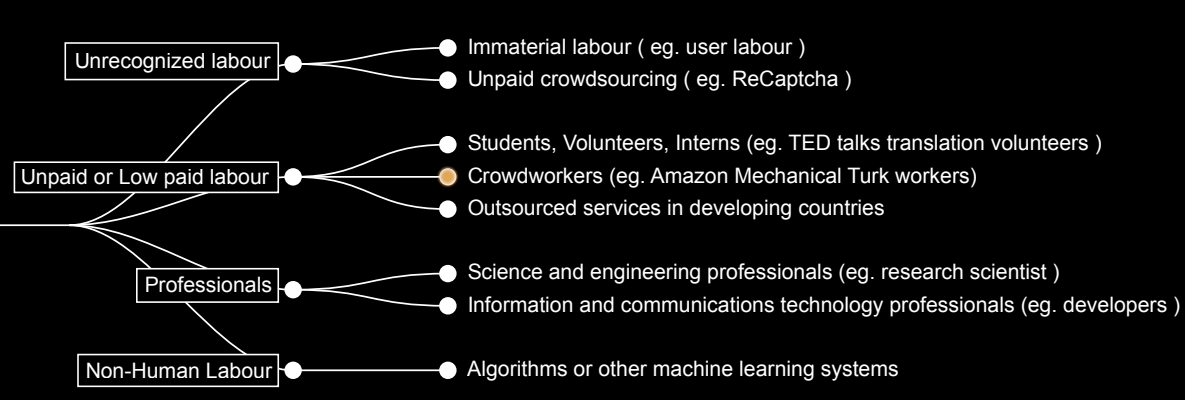 Unrecognized labour
Immaterial labour ( eg. user labour )
Unpaid crowdsourcing ( eg. ReCaptcha )
Unpaid or Low paid labour
Students, Volunteers, Interns (eg. TED talks translation volunteers )
Crowdworkers (eg. Amazon Mechanical Turk workers)
Outsourced services in developing countries
Professionals
Science and engineering professionals (eg. research scientist )
Information and communications technology professionals (eg. developers )
Non-Human Labour
Algorithms or other machine learning systems